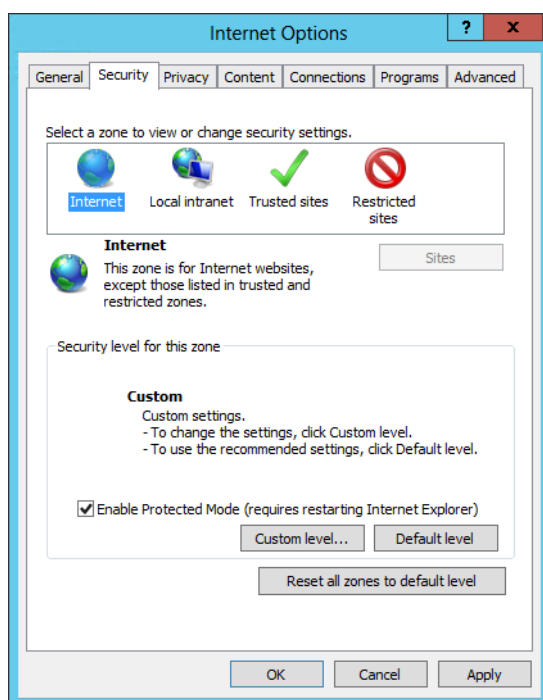 Internet Options
?
x
General Security Privacy Content Connections Programs Advanced
Select a zone to view or change security settings.
Internet Local intranet Trusted sites Restricted
sites
Internet
Sites
This zone is for Internet websites,
except those listed in trusted and
restricted zones.
Security level for this zone
Custom
Custom settings.
- To change the settings, click Custom level.
- To use the recommended settings, click Default level.
Enable Protected Mode (requires restarting Internet Explorer)
Custom level... Default level
Reset all zones to default level
OK Cancel Apply